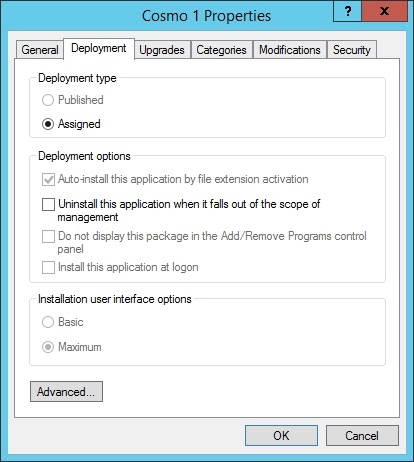 Cosmo 1 Properties
? x
General Deployment Upgrades Categories Modifications Security
Deployment type
Published
Assigned
Deployment options
Auto-install this application by file extension activation
Uninstall this application when it falls out of the scope of
management
Do not display this package in the Add/Remove Programs control
panel
Install this application at logon
Installation user interface options
Basic
Maximum
Advanced...
OK Cancel